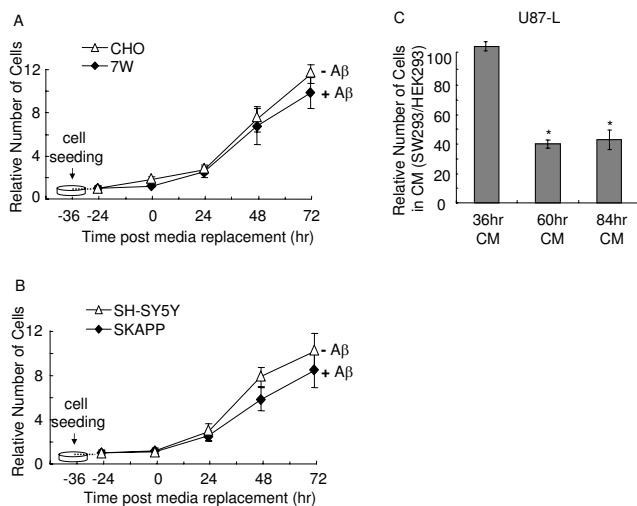 A
CHO
7W
Relative Number of Cells
12
8
4
0
cell
seeding
- Aβ
+ Aβ
-36 -24 0 24 48 72
Time post media replacement (hr)
B
SH-SY5Y
SKAPP
Relative Number of Cells
12
8
4
0
cell
seeding
- Aβ
+ Aβ
-36 -24 0 24 48 72
Time post media replacement (hr)
C
U87-L
Relative Number of Cells
in CM (SW293/HEK293)
100
80
60
40
20
0
* *
36hr 60hr 84hr
CM CM CM